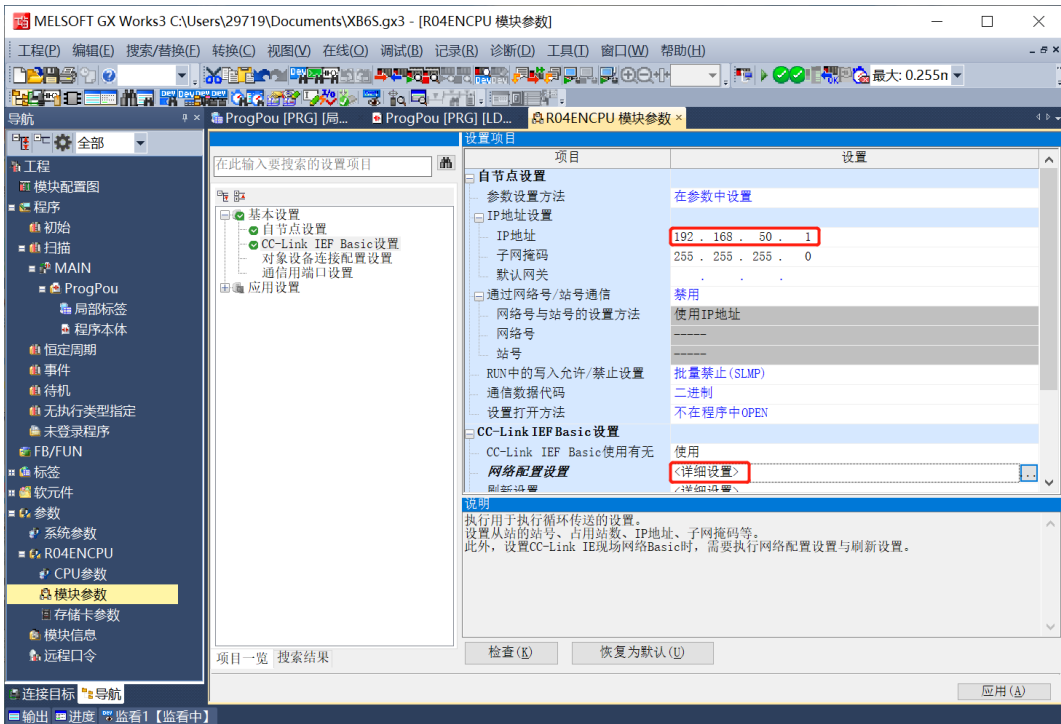 MELSOFT GX Works3 C:\Users\29719\Documents\XB6S.gx3 - [R04ENCPU 模块参数]
工程(P) 编辑(E) 搜索/替换(F) 转换(C) 视图(V) 在线(O) 调试(B) 记录(R) 诊断(D) 工具(T) 窗口(W) 帮助(H)
最大: 0.255n
导航
ProgPou [PRG] [局...
ProgPou [PRG] [LD...
R04ENCPU 模块参数
全部
工程
模块配置图
程序
初始
扫描
MAIN
ProgPou
局部标签
程序本体
恒定周期
事件
待机
无执行类型指定
未登录程序
FB/FUN
标签
软元件
参数
系统参数
R04ENCPU
CPU参数
模块参数
存储卡参数
模块信息
远程口令
连接目标 导航
在此输入要搜索的设置项目
基本设置
自节点设置
CC-Link IEF Basic设置
对象设备连接配置设置
通信用端口设置
应用设置
项目一览 搜索结果
设置项目
项目 设置
自节点设置
参数设置方法 在参数中设置
IP地址设置
IP地址 192 . 168 . 50 . 1
子网掩码 255 . 255 . 255 . 0
默认网关 . . .
通过网络号/站号通信 禁用
网络号与站号的设置方法 使用IP地址
网络号 -----
站号 -----
RUN中的写入允许/禁止设置 批量禁止(SLMP)
通信数据代码 二进制
设置打开方法 不在程序中OPEN
CC-Link IEF Basic 设置
CC-Link IEF Basic使用有无 使用
网络配置设置 <详细设置> ...
刷新设置 <详细设置>
说明
执行用于执行循环传送的设置。
设置从站的站号、占用站数、IP地址、子网掩码等。
此外，设置CC-Link IE现场网络Basic时，需要执行网络配置设置与刷新设置。
检查(K) 恢复为默认(U)
应用(A)
输出 进度 监看1【监看中】